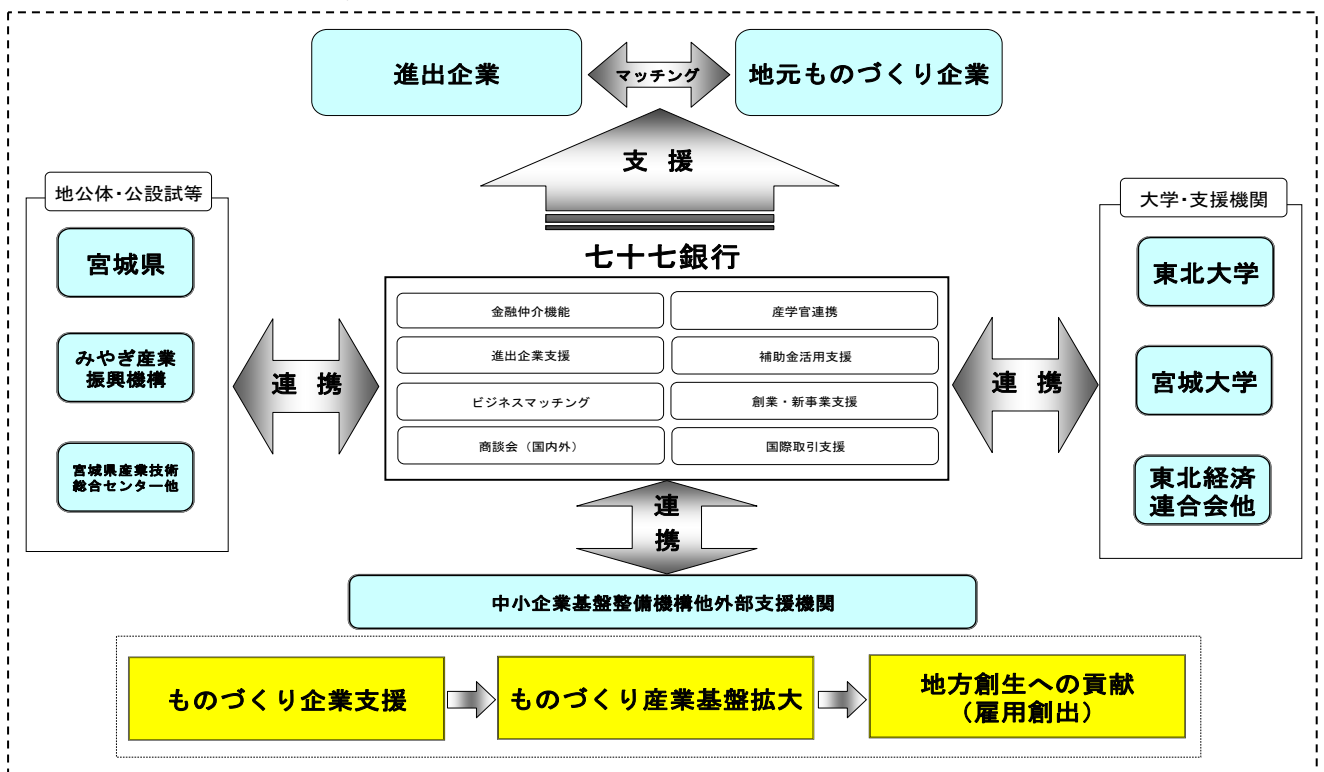 進出企業
マッチング
地元ものづくり企業
支 援
地公体・公設試等
宮城県
みやぎ産業
振興機構
宮城県産業技術
総合センター他
連 携
七十七銀行
金融仲介機能
産学官連携
進出企業支援
補助金活用支援
ビジネスマッチング
創業・新事業支援
商談会（国内外）
国際取引支援
連 携
大学・支援機関
東北大学
宮城大学
東北経済
連合会他
連
携
中小企業基盤整備機構他外部支援機関
ものづくり企業支援
ものづくり産業基盤拡大
地方創生への貢献
（雇用創出）